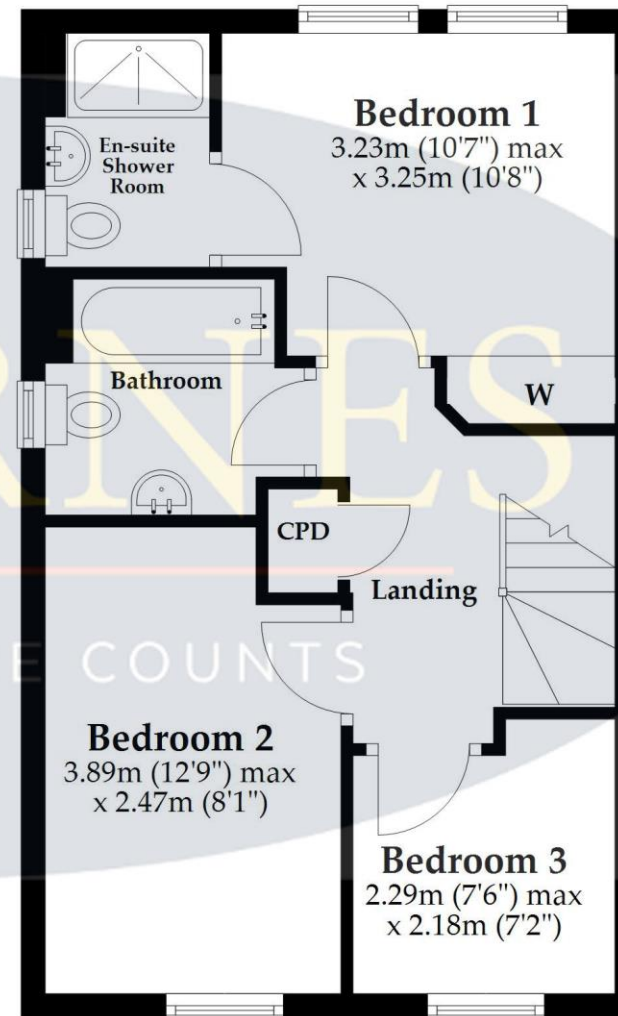 Bedroom 1
3.23m (10'7") max
x 3.25m (10'8")
En-suite
Shower
Room
Bathroom
W
CPD
Landing
RNES
E COUNTS
Bedroom 2
3.89m (12'9") max
x 2.47m (8'1")
Bedroom 3
2.29m (7'6") max
x 2.18m (7'2")